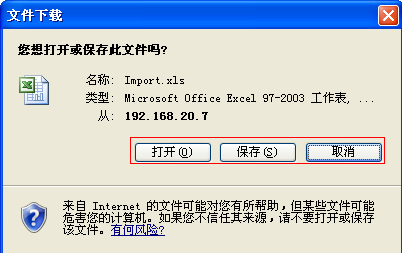 文件下载
您想打开或保存此文件吗?
名称: Import.xls
类型: Microsoft Office Excel 97-2003 工作表, ...
从: 192.168.20.7
打开(O) 保存(S) 取消
来自 Internet 的文件可能对您有所帮助,但某些文件可能
危害您的计算机。如果您不信任其来源,请不要打开或保存
该文件。有何风险?